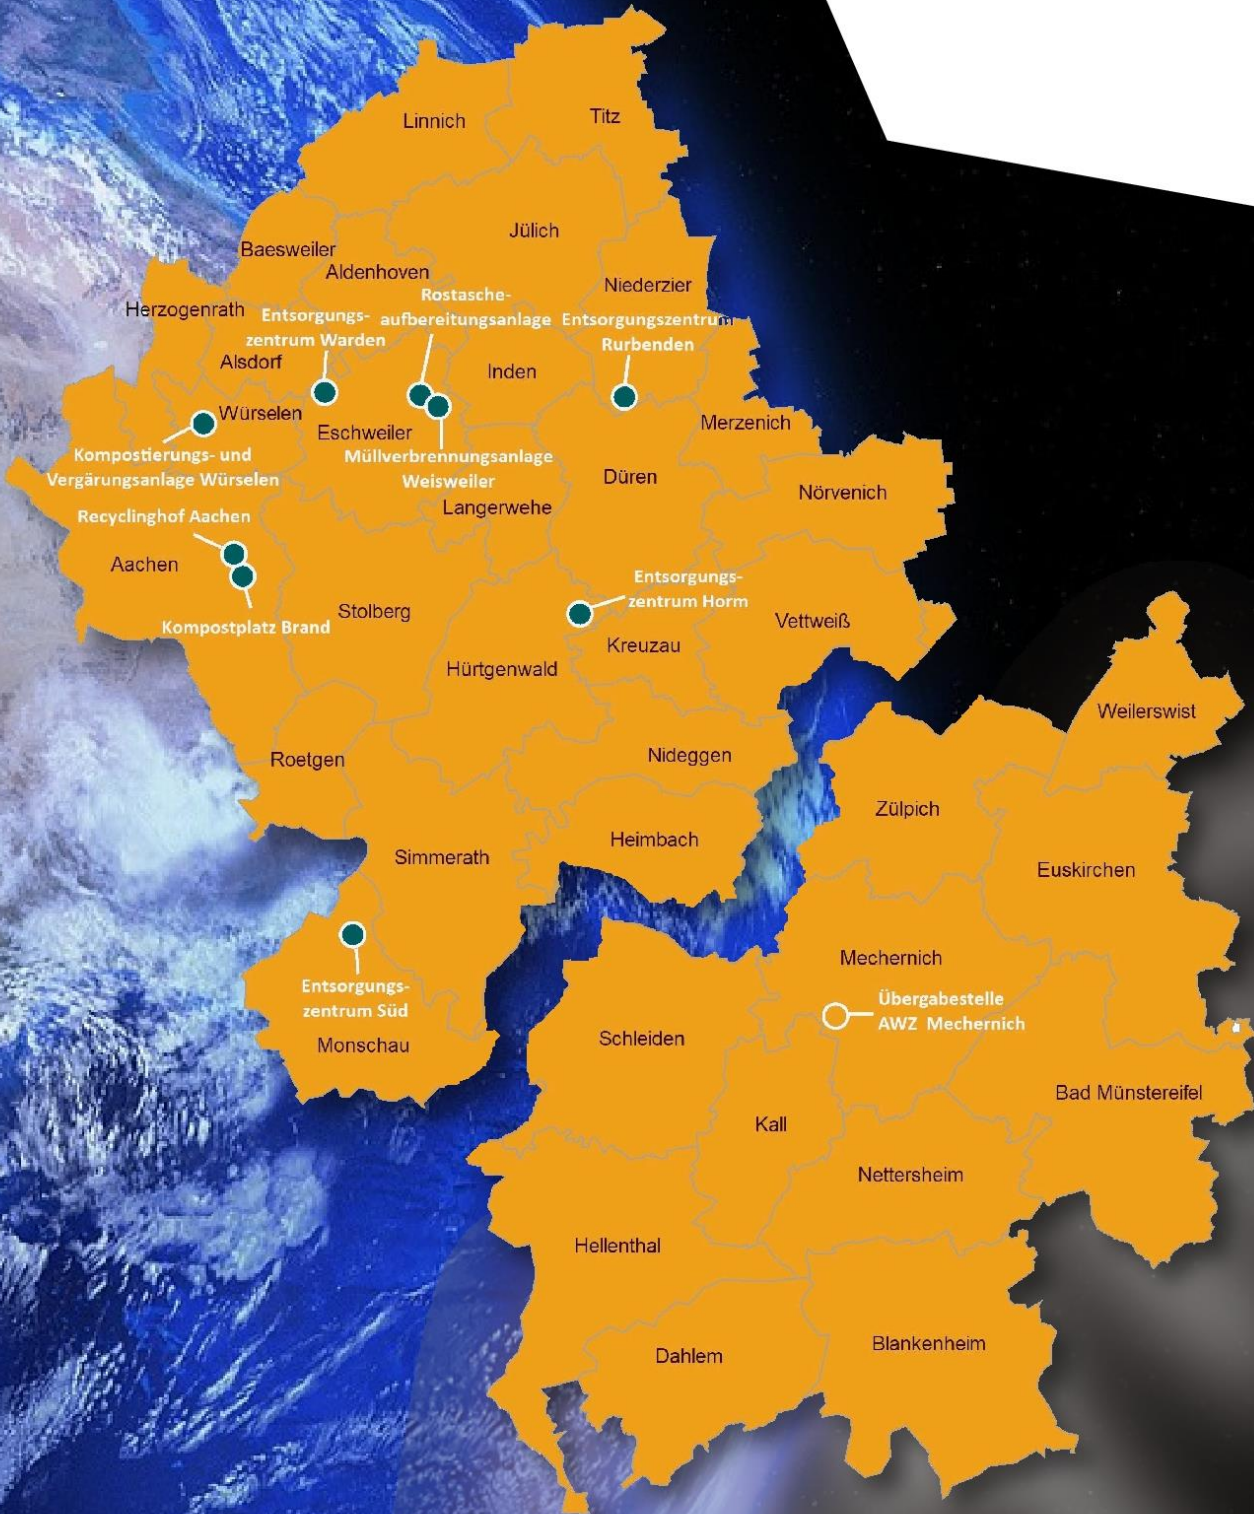 Linnich
Titz
Jülich
Baesweiler
Aldenhoven
Niederzier
Herzogenrath
Rostasche-
aufbereitungsanlage
Entsorgungs-
zentrum Warden
Entsorgungszentrum
Rurbenden
Alsdorf
Inden
Würselen
Eschweiler
Merzenich
Kompostierungs- und
Vergärungsanlage Würselen
Müllverbrennungsanlage
Weisweiler
Düren
Nörvenich
Langerwehe
Recyclinghof Aachen
Aachen
Kompostplatz Brand
Stolberg
Entsorgungs-
zentrum Horm
Vettweiß
Kreuzau
Hürtgenwald
Weilerswist
Roetgen
Nideggen
Zülpich
Heimbach
Simmerath
Euskirchen
Mechernich
Entsorgungs-
zentrum Süd
Übergabestelle
AWZ Mechernich
Monschau
Schleiden
Bad Münstereifel
Kall
Nettersheim
Hellenthal
Blankenheim
Dahlem